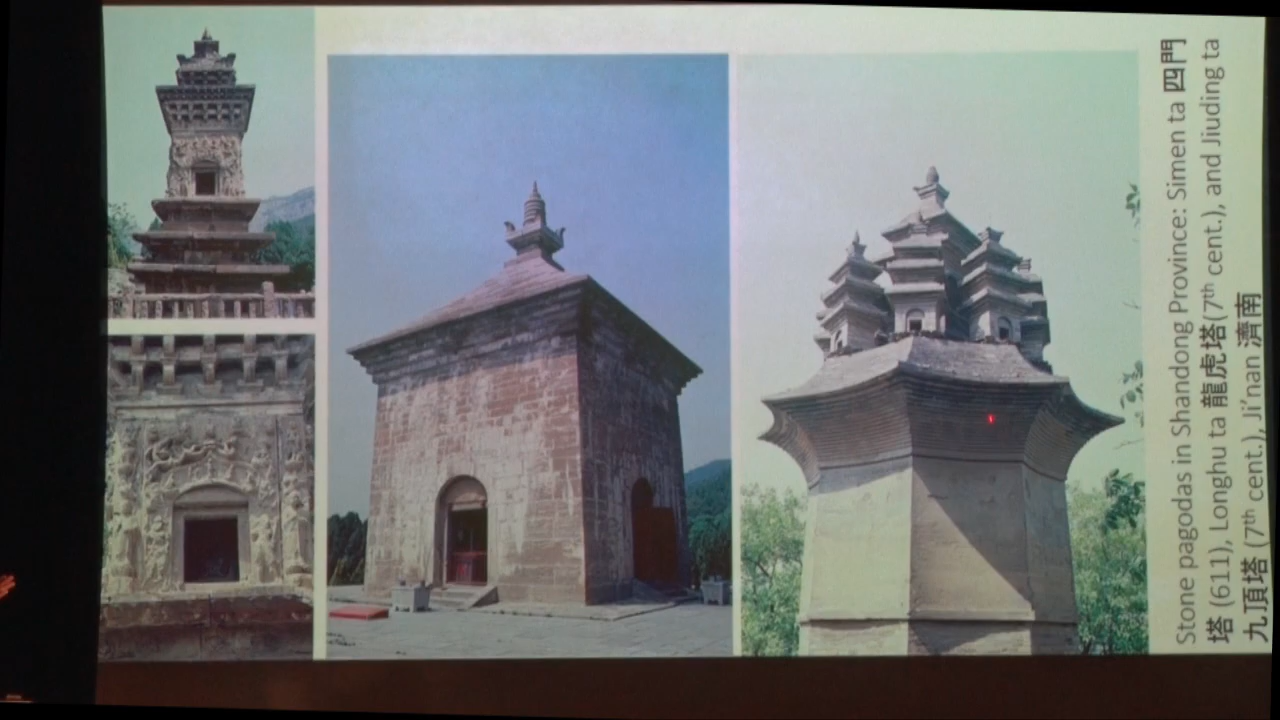 Stone pagodas in Shandong Province: Simen ta 四門
塔 (611), Longhu ta 龍虎塔(7th cent.), and Jiuding ta
九頂塔 (7th cent.), Ji'nan 濟南